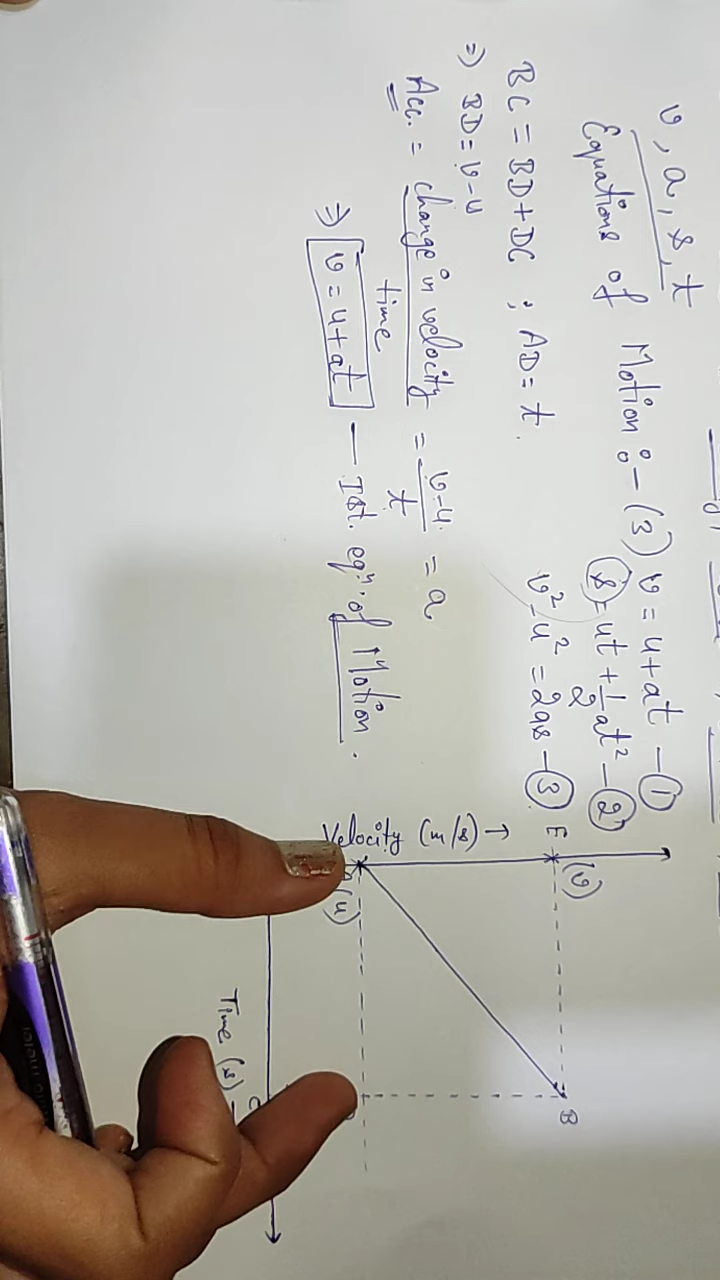 v, a, s, t
Equations of Motion :- (3) v = u + at - ①
s = ut + 1/2 at² - ②
v² - u² = 2as - ③
BC = BD + DC ; AD = t.
⇒ BD = v - u
Acc. = change in velocity / time = v-u / t = a
⇒ v = u + at — Ist. eqⁿ. of Motion.
Velocity (m/s) →
E (v)
(u)
B
Time (s)
C